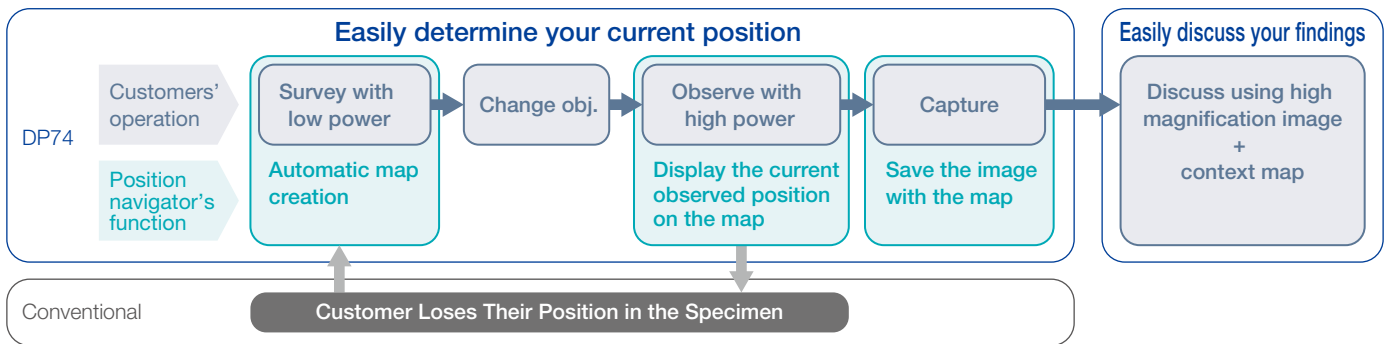 Easily determine your current position
Easily discuss your findings
DP74
Customers’
operation
Survey with
low power
Change obj.
Observe with
high power
Capture
Discuss using high
magnification image
+
context map
Position
navigator’s
function
Automatic map
creation
Display the current
observed position
on the map
Save the image
with the map
Conventional
Customer Loses Their Position in the Specimen